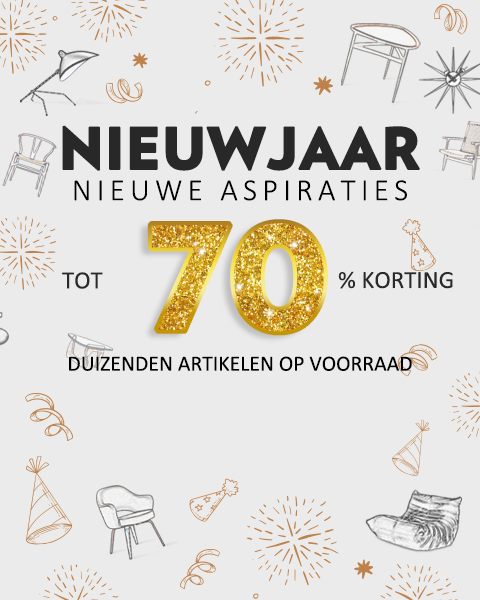 NIEUWJAAR
NIEUWE ASPIRATIES
TOT 70 % KORTING
DUIZENDEN ARTIKELEN OP VOORRAAD